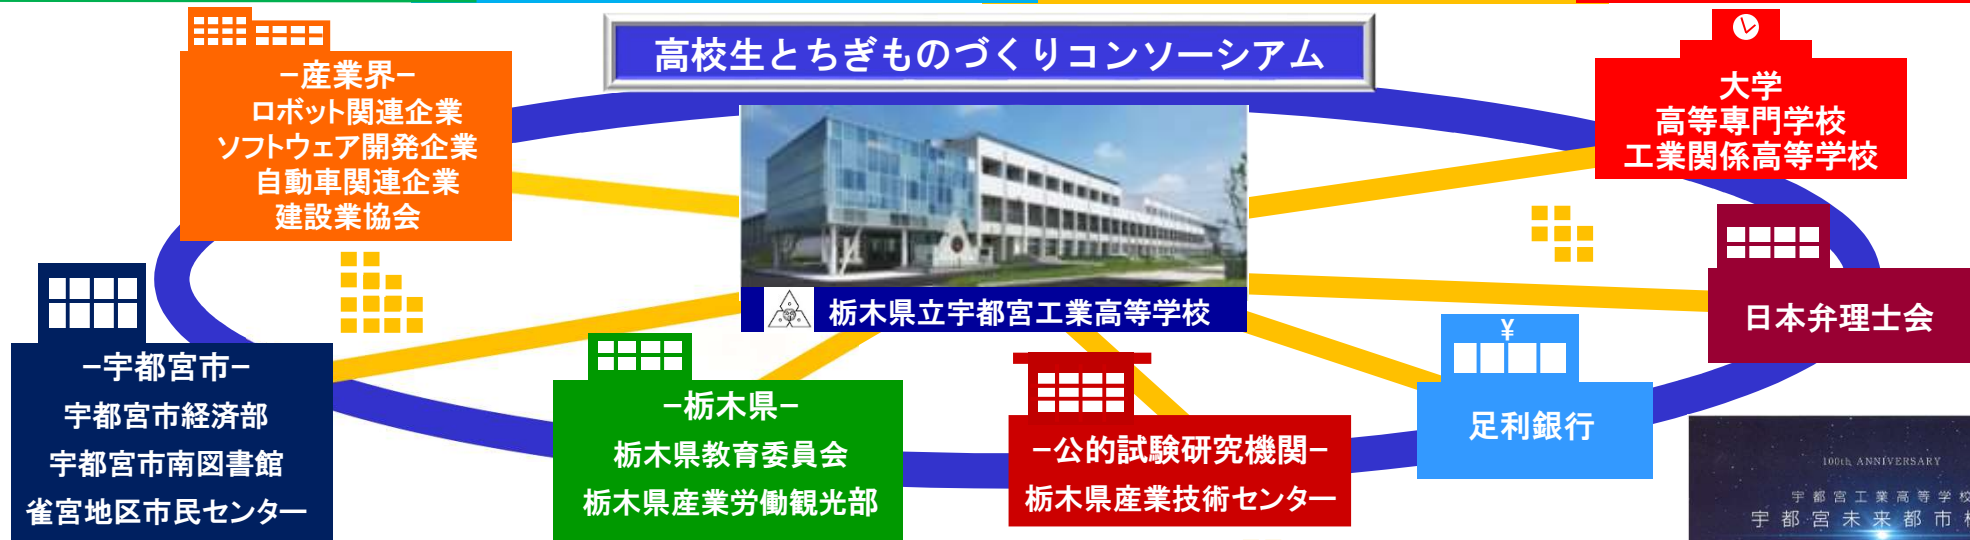 高校生とちぎものづくりコンソーシアム
−産業界−
ロボット関連企業
ソフトウェア開発企業
自動車関連企業
建設業協会
大学
高等専門学校
工業関係高等学校
栃木県立宇都宮工業高等学校
日本弁理士会
−宇都宮市−
宇都宮市経済部
宇都宮市南図書館
雀宮地区市民センター
−栃木県−
栃木県教育委員会
栃木県産業労働観光部
−公的試験研究機関−
栃木県産業技術センター
¥
足利銀行
100th ANNIVERSARY
宇都宮工業高等学校
宇都宮未来都市